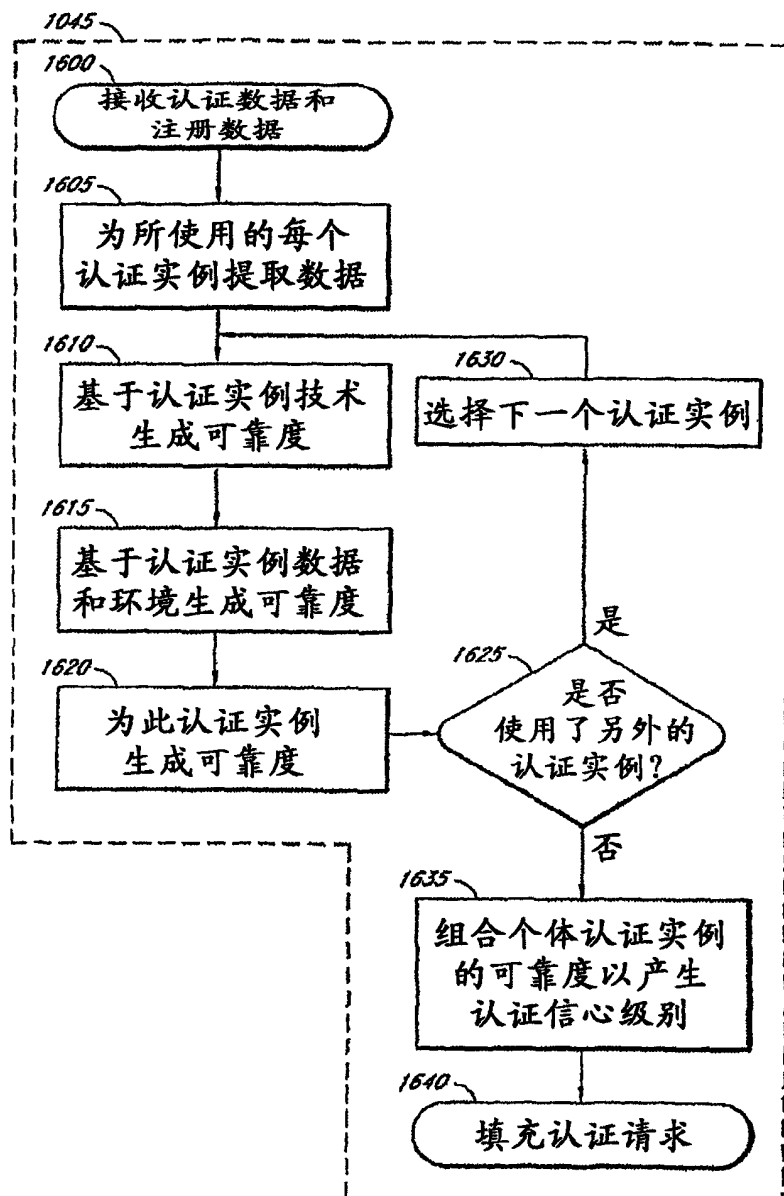 1045
1600
接收认证数据和
注册数据
1605
为所使用的每个
认证实例提取数据
1610
基于认证实例技术
生成可靠度
1630
选择下一个认证实例
1615
基于认证实例数据
和环境生成可靠度
1620
为此认证实例
生成可靠度
是
1625
是否
使用了另外的
认证实例?
否
1635
组合个体认证实例
的可靠度以产生
认证信心级别
1640
填充认证请求